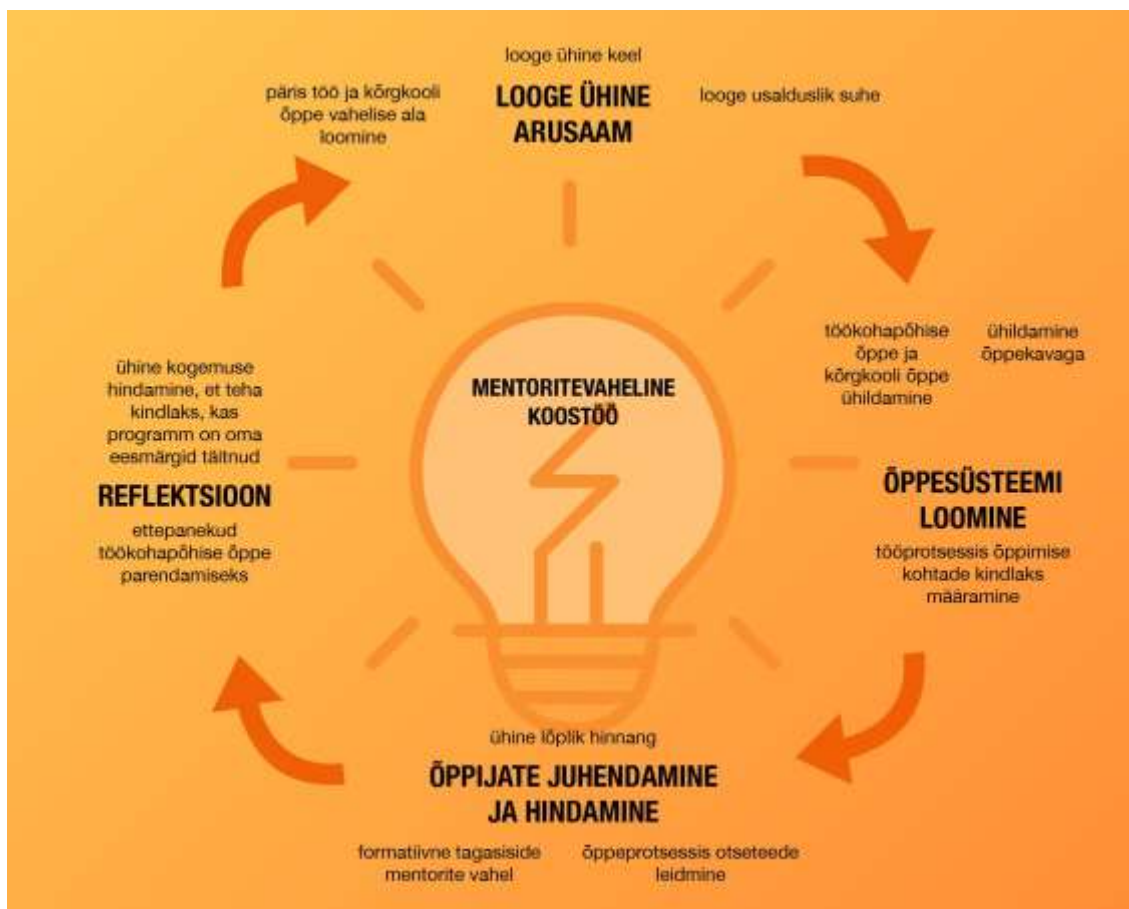 looge ühine keel
LOOGE ÜHINE
ARUSAAM
päris töö ja kõrgkooli
õppe vahelise ala
loomine
looge usalduslik suhe
töökohapõhise
õppe ja
kõrgkooli õppe
ühildamine
ühildamine
õppekavaga
ÕPPESÜSTEEMI
LOOMINE
tööprotsessis õppimise
kohtade kindlaks
määramine
MENTORITEVAHELINE
KOOSTÖÖ
ühine lõplik hinnang
ÕPPIJATE JUHENDAMINE
JA HINDAMINE
formatiivne tagasiside
mentorite vahel
õppeprotsessis otseteede
leidmine
ühine kogemuse
hindamine, et teha
kindlaks, kas
programm on oma
eesmärgid täitnud
REFLEKTSIOON
ettepanekud
töökohapõhise õppe
parendamiseks